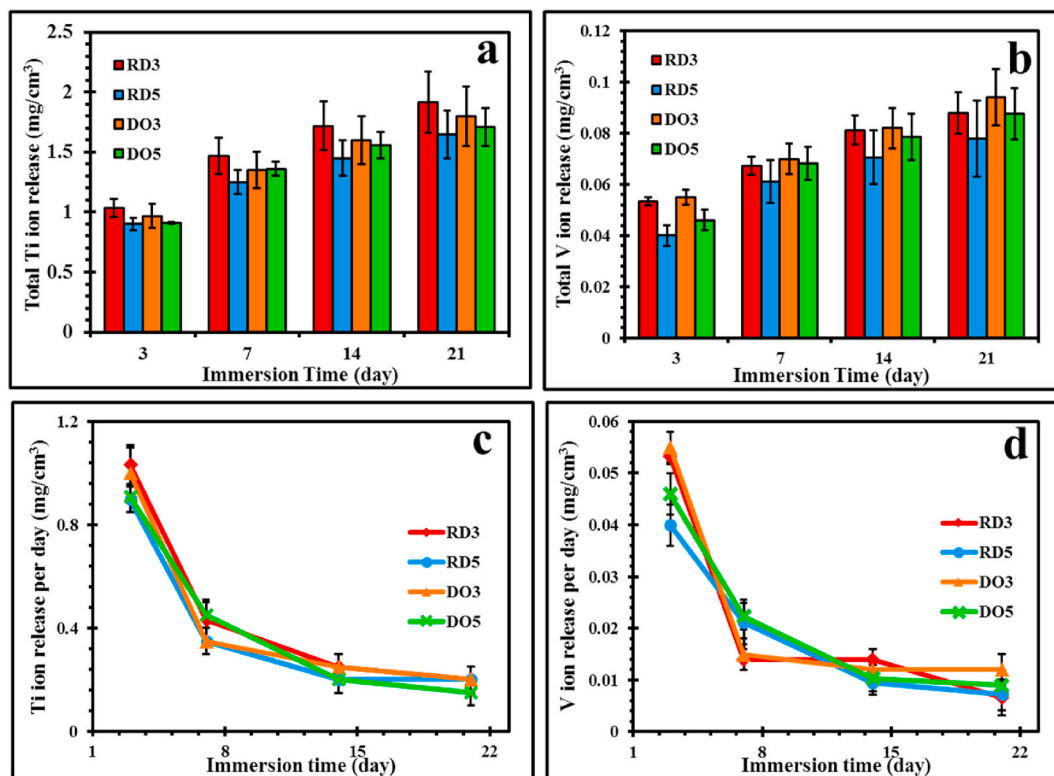 a
Total Ti ion release (mg/cm³)
2.5
2
1.5
1
0.5
0
RD3
RD5
DO3
DO5
3 7 14 21
Immersion Time (day)
b
Total V ion release (mg/cm³)
0.12
0.1
0.08
0.06
0.04
0.02
0
RD3
RD5
DO3
DO5
3 7 14 21
Immersion Time (day)
c
Ti ion release per day (mg/cm³)
1.2
0.8
0.4
0
RD3
RD5
DO3
DO5
1 8 15 22
Immersion time (day)
d
V ion release per day (mg/cm³)
0.06
0.05
0.04
0.03
0.02
0.01
0
RD3
RD5
DO3
DO5
1 8 15 22
Immersion time (day)